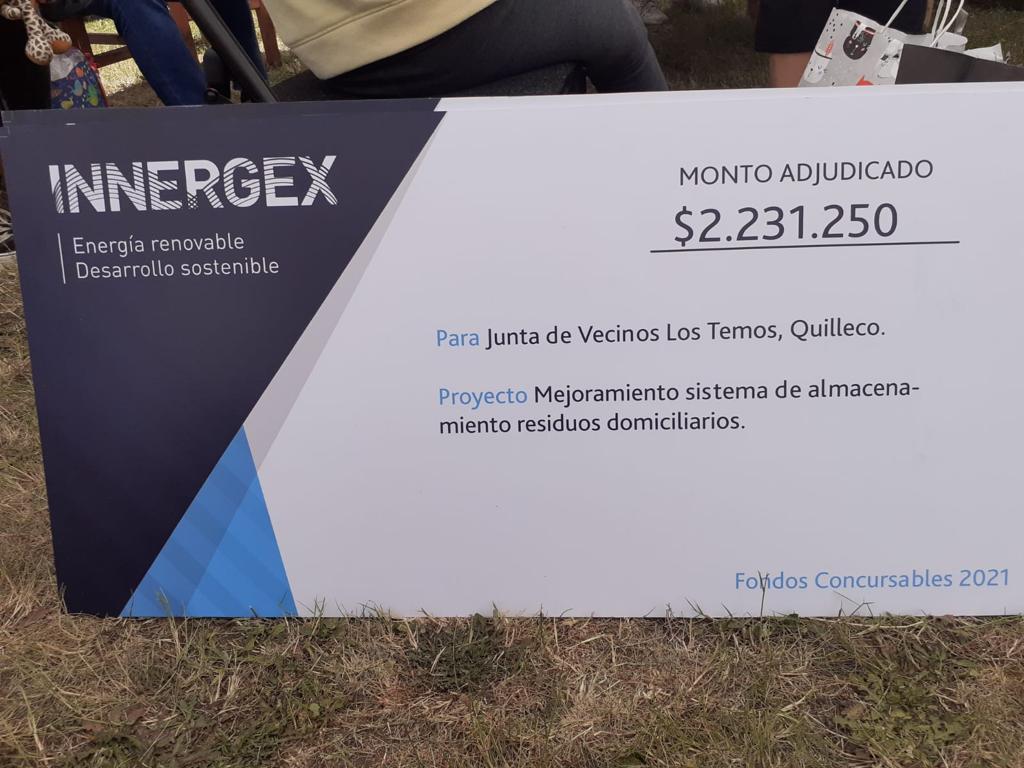 INNERGEX
Energía renovable
Desarrollo sostenible
MONTO ADJUDICADO
$2.231.250
Para Junta de Vecinos Los Temos, Quilleco.
Proyecto Mejoramiento sistema de almacena-
miento residuos domiciliarios.
Fondos Concursables 2021